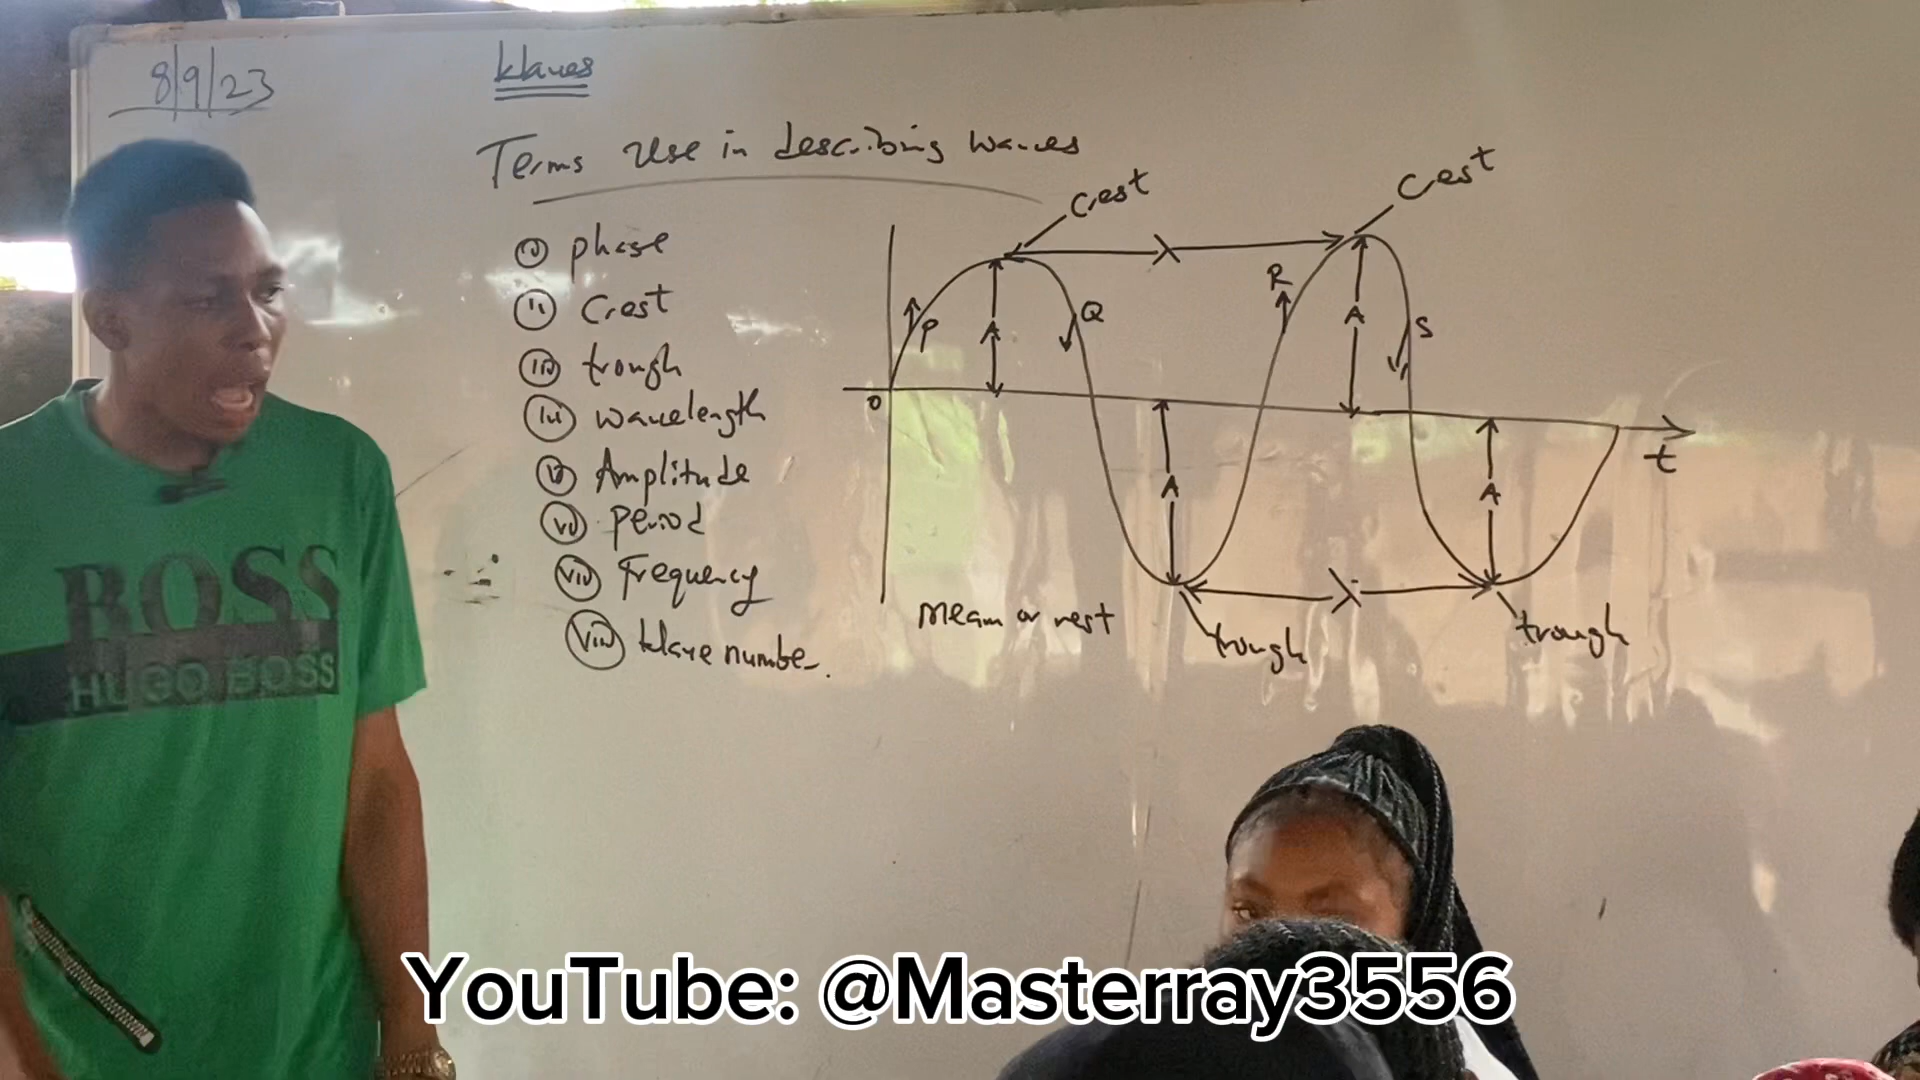 8/9/23
Waves
Terms Use in describing waves
(i) phase
(ii) Crest
(iii) trough
(iv) wavelength
(v) Amplitude
(vi) period
(vii) Frequency
(viii) Wave number.
Crest
Crest
λ
P
A
Q
R
A
S
0
t
A
A
λ
Mean or rest
trough
trough
BOSS
HUGO BOSS
YouTube: @Masterray3556